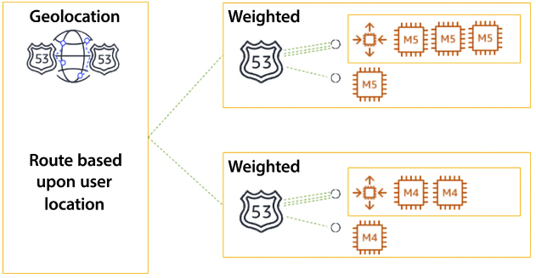 Geolocation
53 53
Route based
upon user
location
Weighted
53
M5 M5 M5
M5
Weighted
53
M4 M4
M4